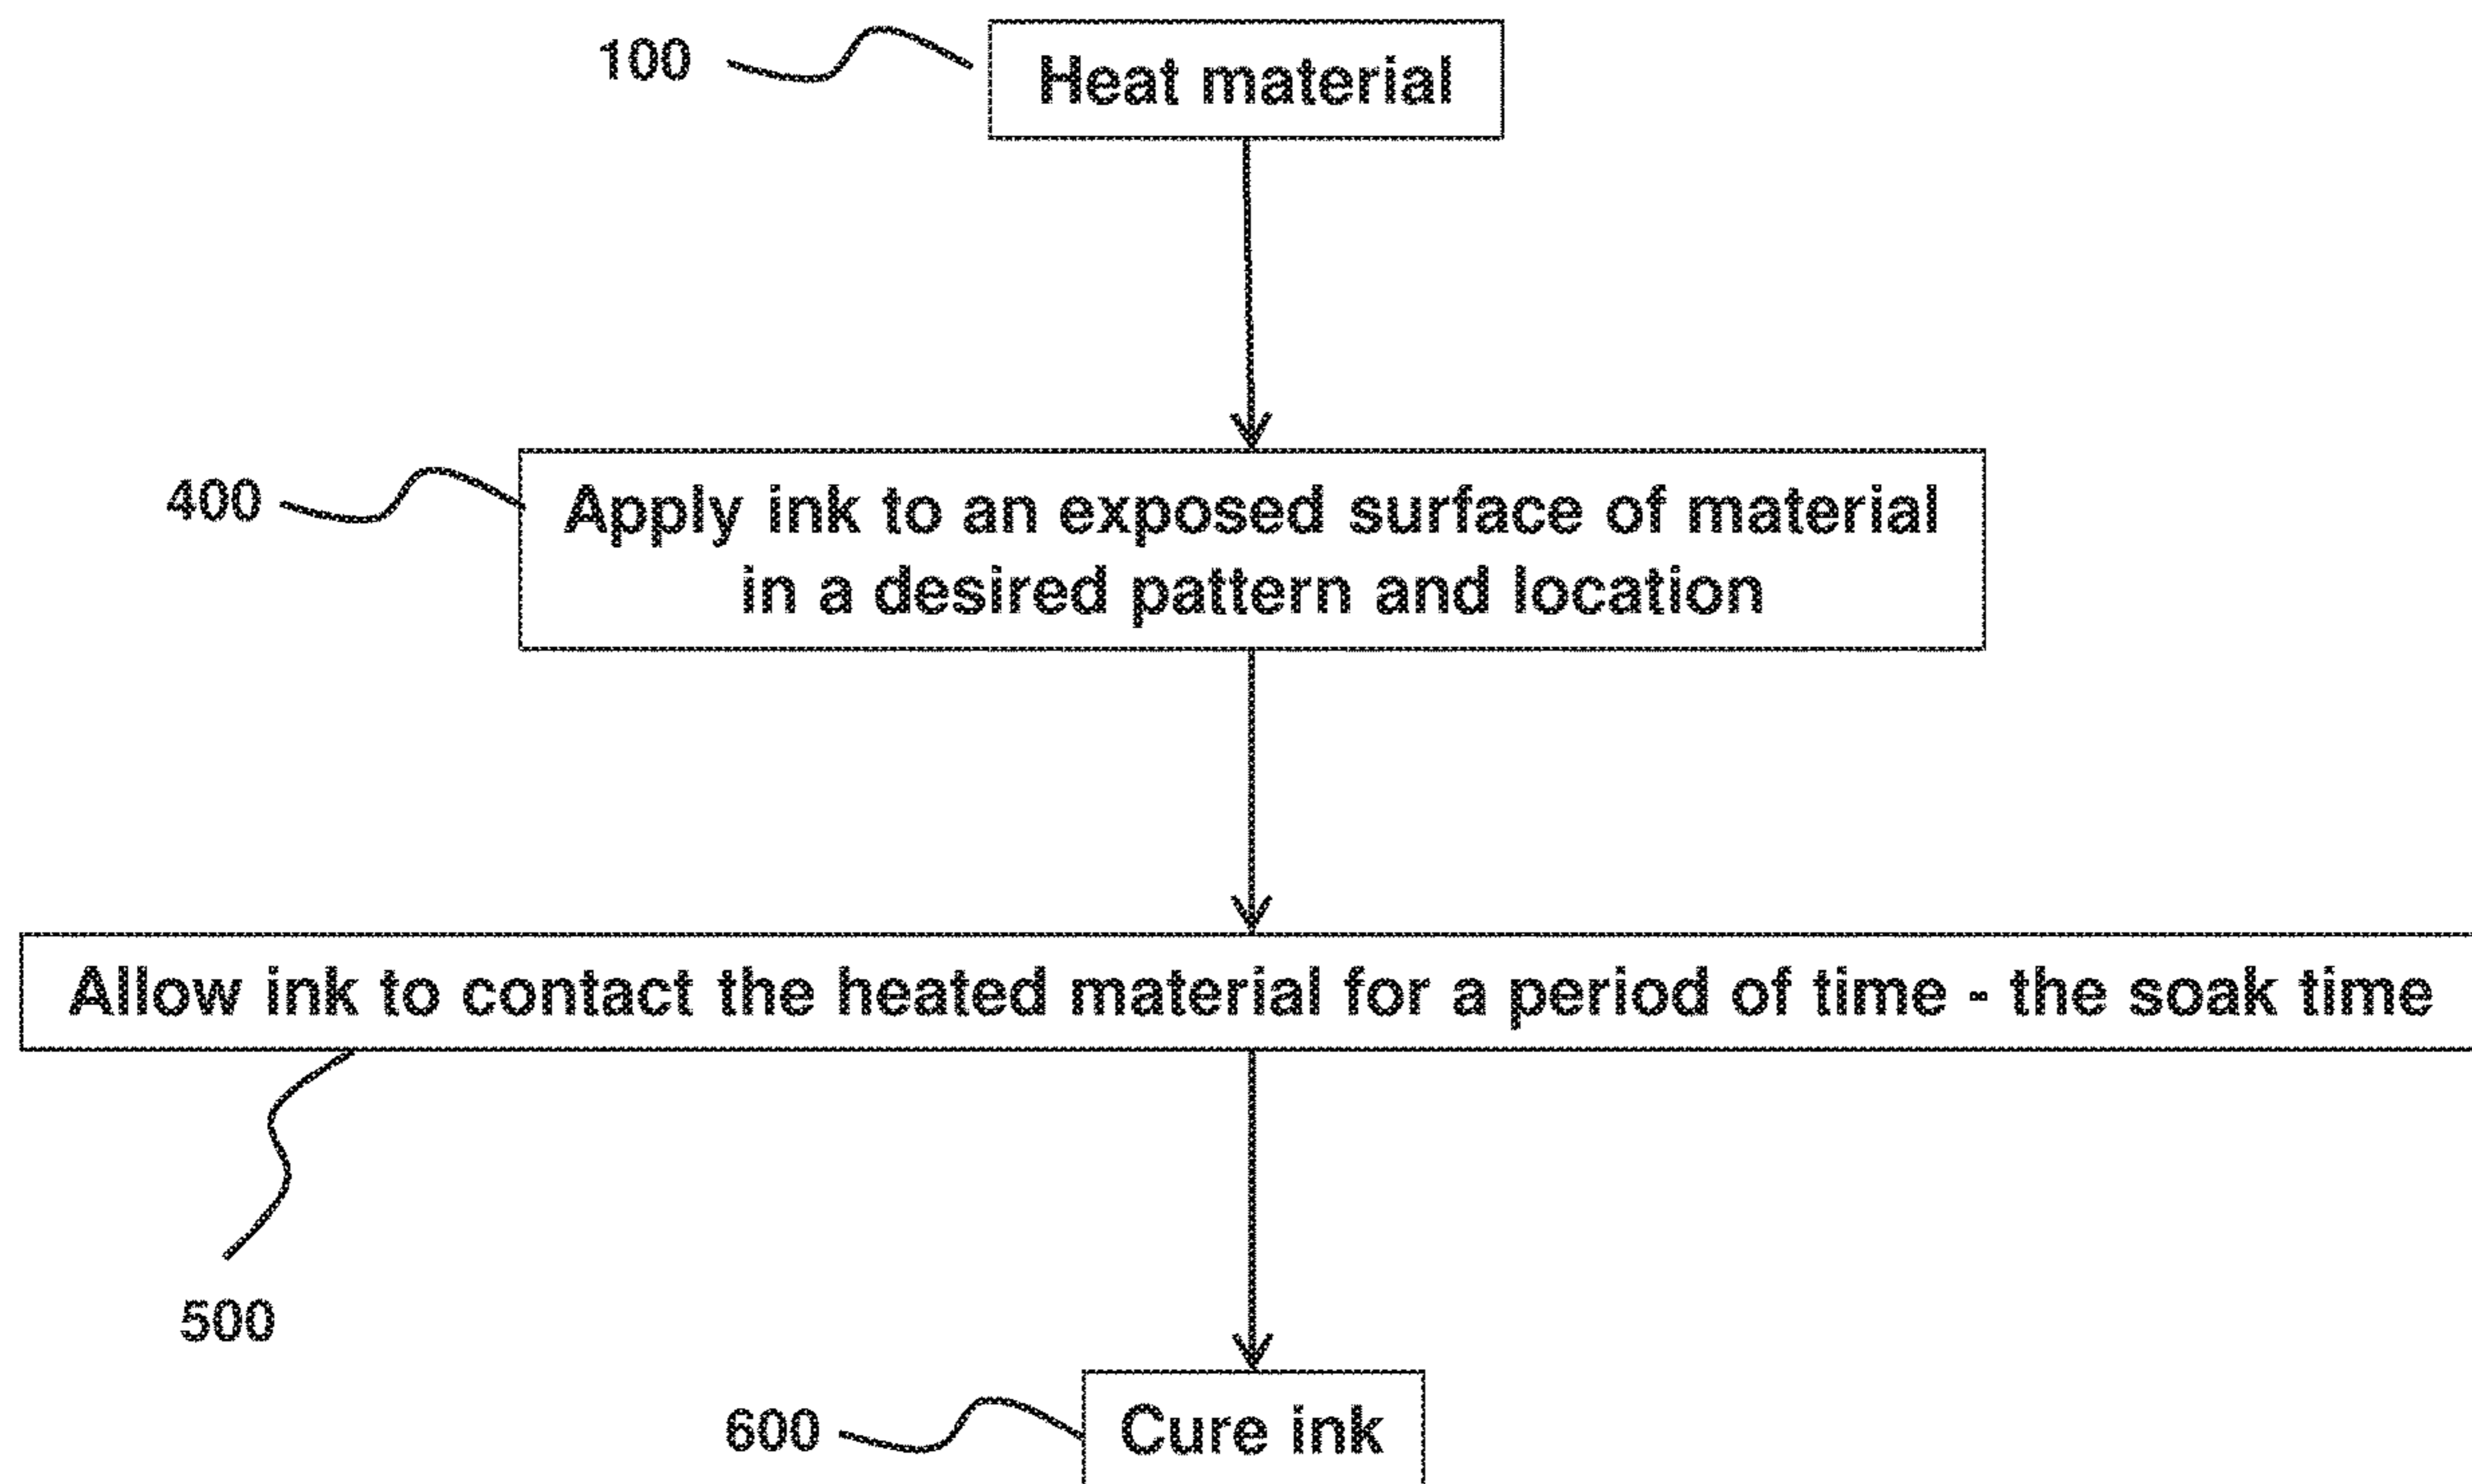 100
Heat material
400
Apply ink to an exposed surface of material
in a desired pattern and location
Allow ink to contact the heated material for a period of time - the soak time
500
600
Cure ink